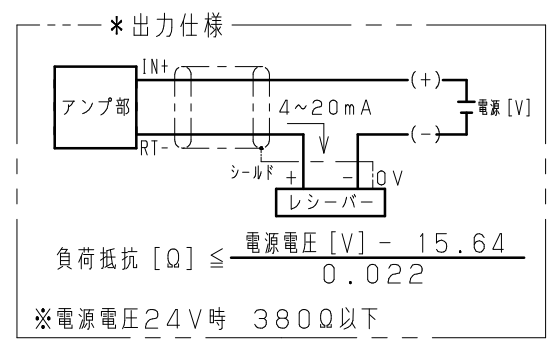 ＊出力仕様
IN+
(+)
アンプ部
4～20mA
電源 [V]
RT-
(-)
シールド
+
-
0V
レシーバー
負荷抵抗 [Ω] ≦ 電源電圧 [V] - 15.64
0.022
※電源電圧24V時 380Ω以下